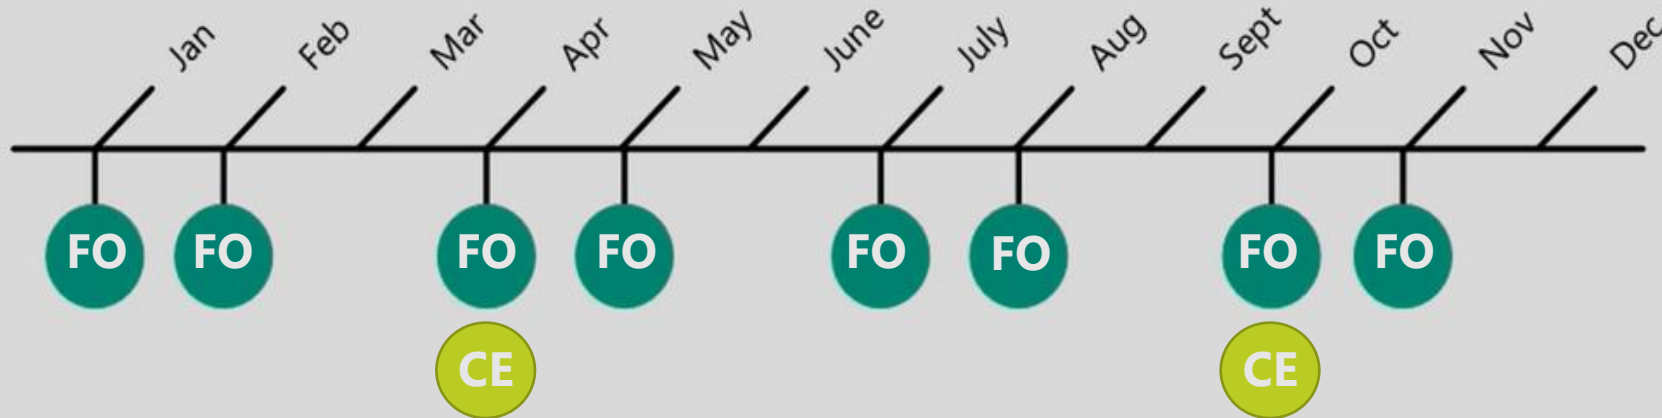 Jan Feb Mar Apr May June July Aug Sept Oct Nov Dec
FO FO FO FO FO FO FO FO
CE CE